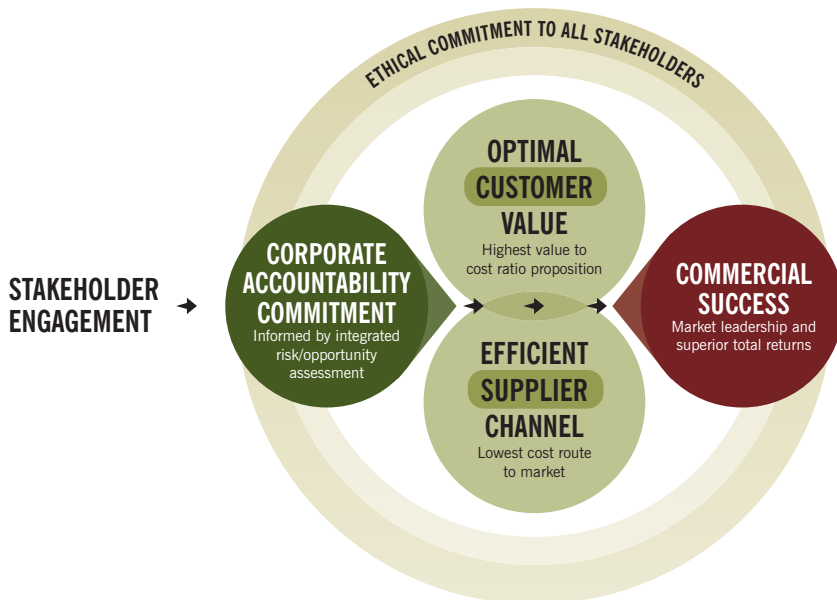 ETHICAL COMMITMENT TO ALL STAKEHOLDERS
STAKEHOLDER
ENGAGEMENT
CORPORATE
ACCOUNTABILITY
COMMITMENT
Informed by integrated
risk/opportunity
assessment
OPTIMAL
CUSTOMER
VALUE
Highest value to
cost ratio proposition
EFFICIENT
SUPPLIER
CHANNEL
Lowest cost route
to market
COMMERCIAL
SUCCESS
Market leadership and
superior total returns